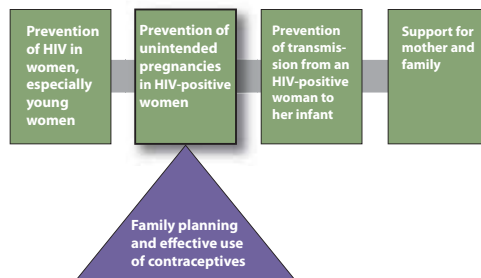 Prevention
of HIV in
women,
especially
young
women
Prevention of
unintended
pregnancies
in HIV-positive
women
Prevention
of transmis-
sion from an
HIV-positive
woman to
her infant
Support for
mother and
family
Family planning
and effective use
of contraceptives